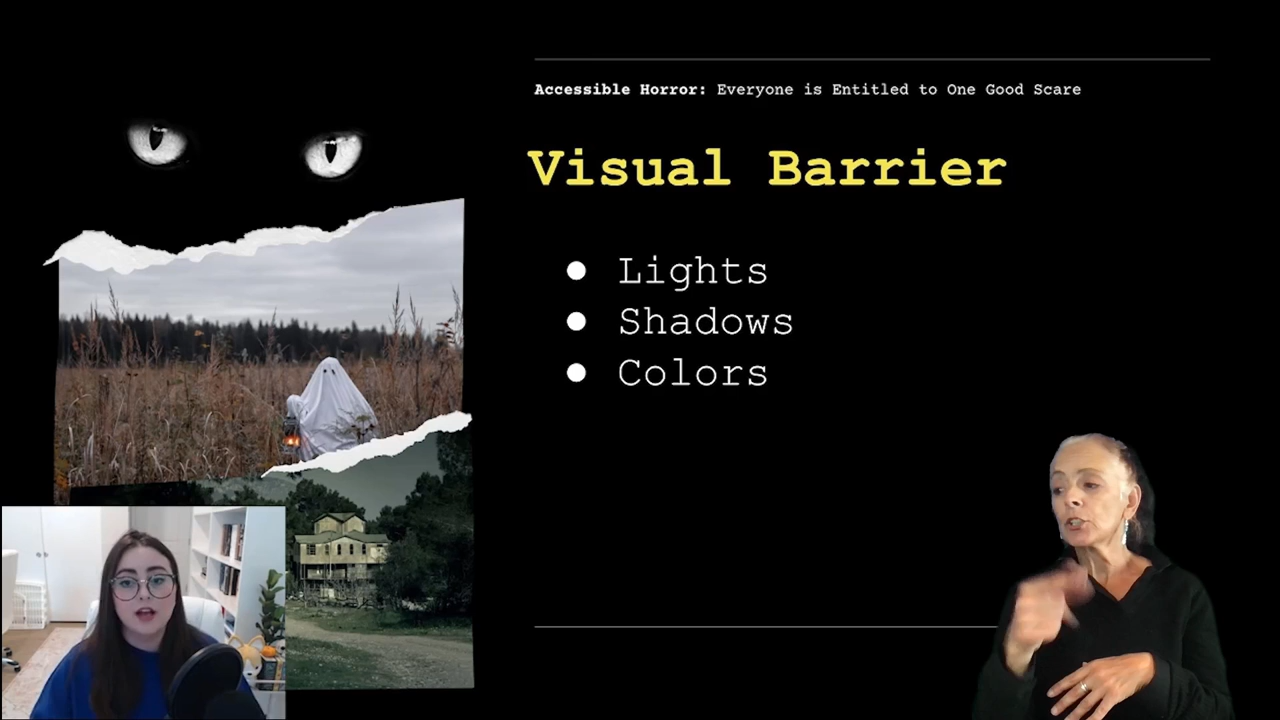 Accessible Horror: Everyone is Entitled to One Good Scare
Visual Barrier
● Lights
● Shadows
● Colors